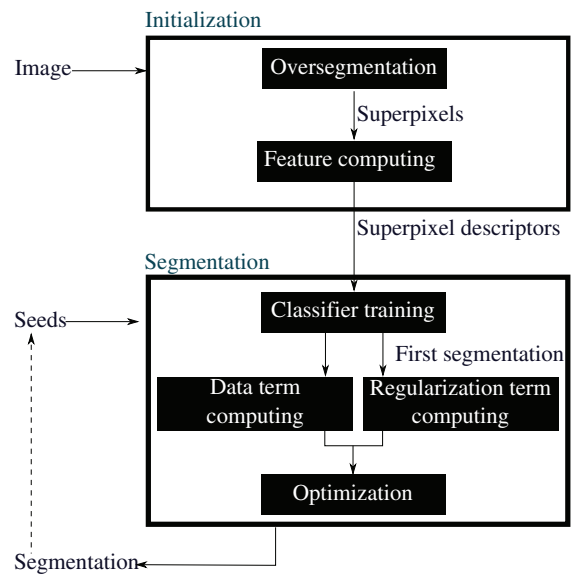 Initialization
Image
Oversegmentation
Superpixels
Feature computing
Superpixel descriptors
Segmentation
Classifier training
Seeds
First segmentation
Data term
computing
Regularization term
computing
Optimization
Segmentation